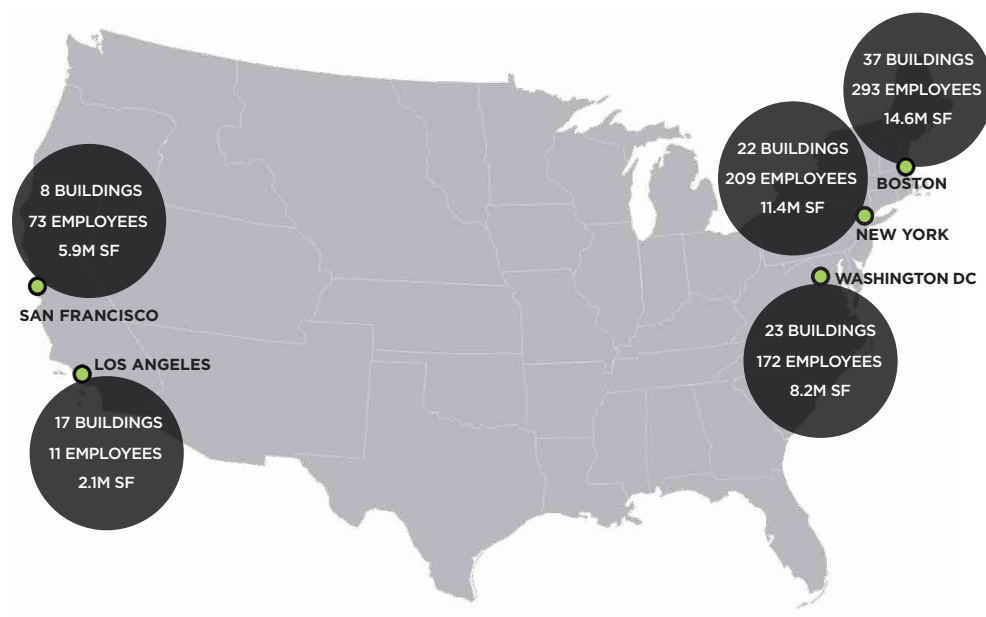 37 BUILDINGS
293 EMPLOYEES
14.6M SF
BOSTON
22 BUILDINGS
209 EMPLOYEES
11.4M SF
NEW YORK
WASHINGTON DC
23 BUILDINGS
172 EMPLOYEES
8.2M SF
8 BUILDINGS
73 EMPLOYEES
5.9M SF
SAN FRANCISCO
LOS ANGELES
17 BUILDINGS
11 EMPLOYEES
2.1M SF